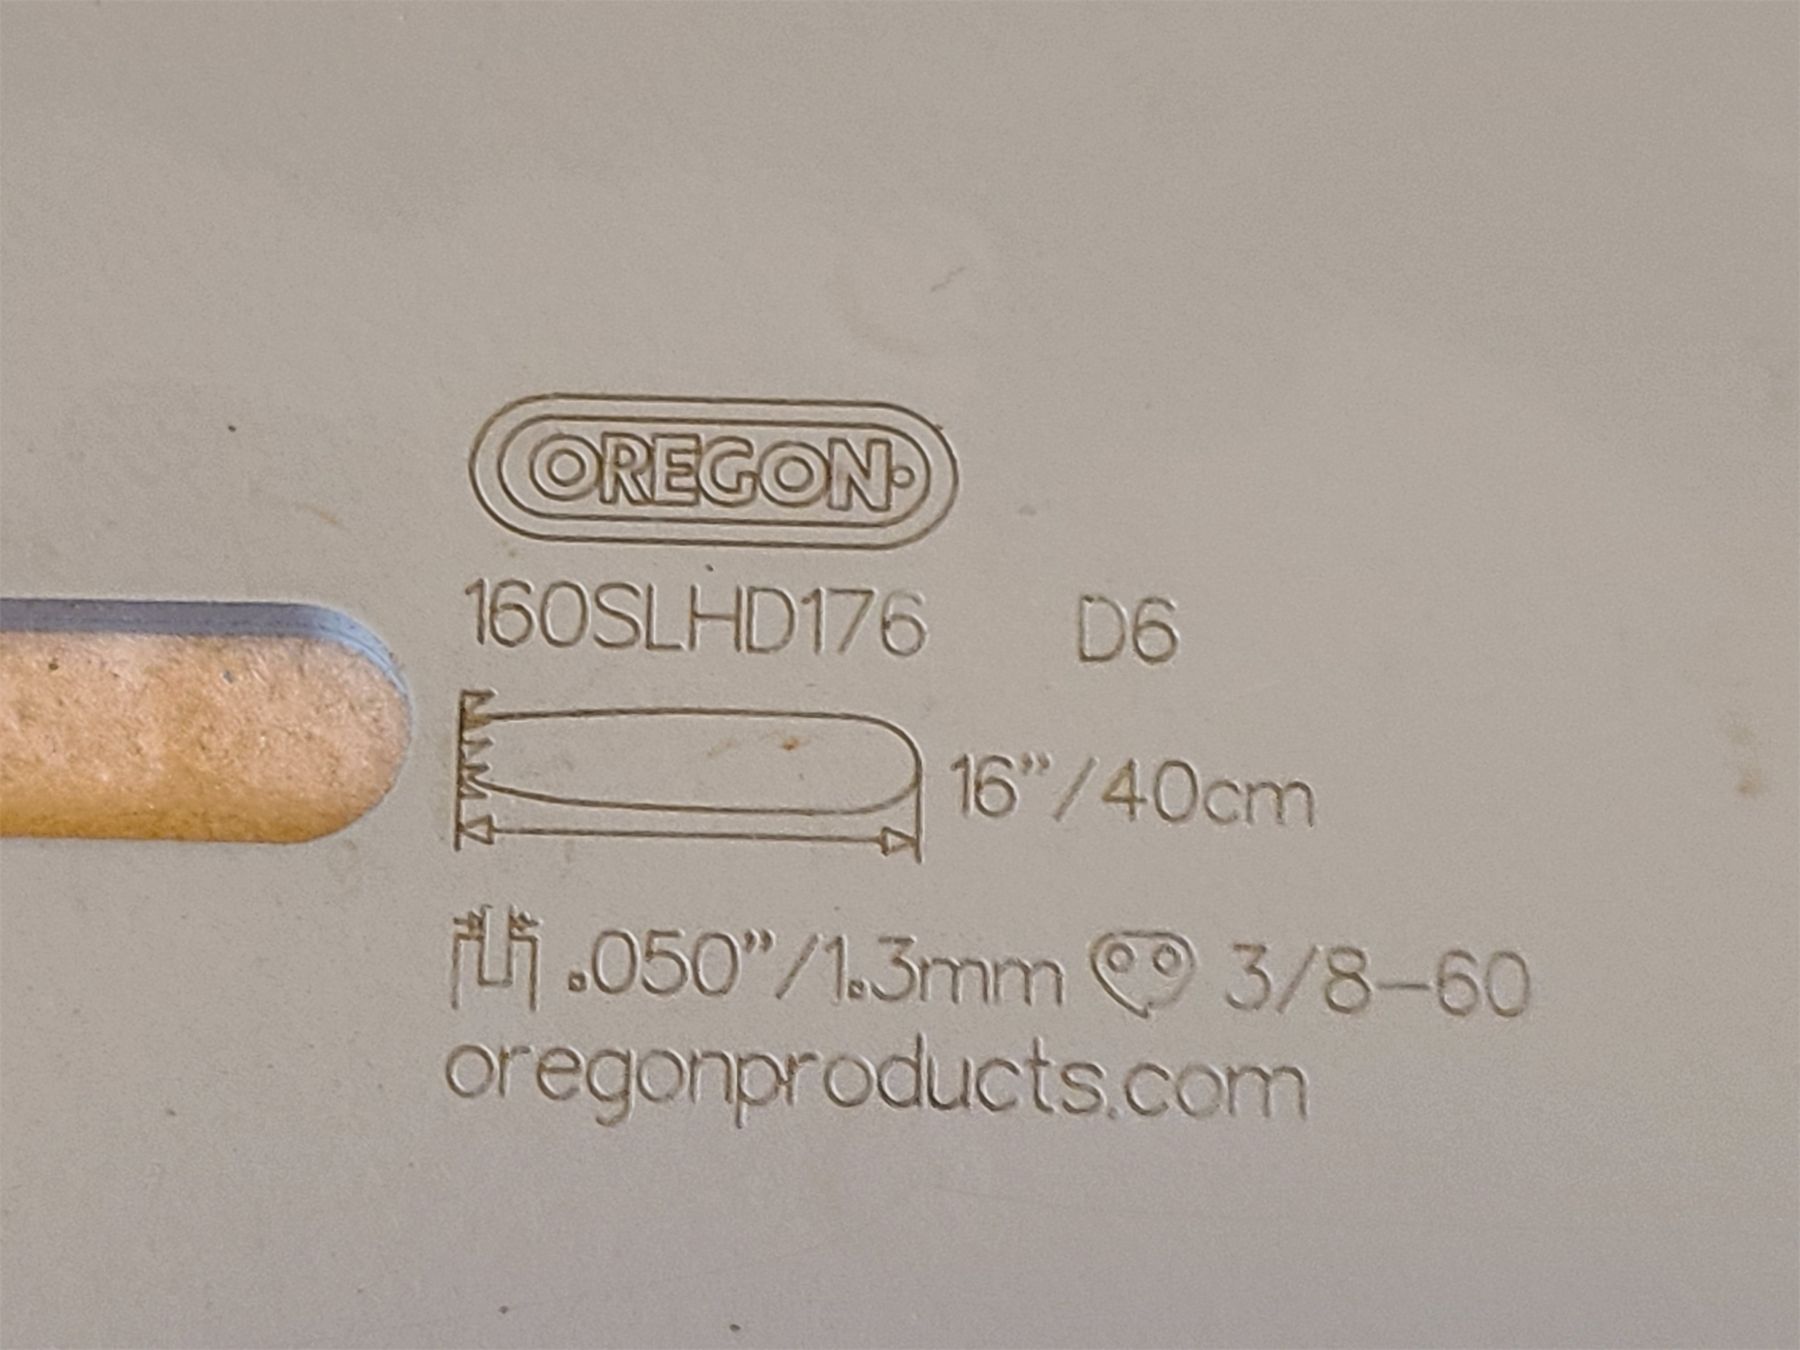 OREGON
160SLHD176 D6
16”/40cm
.050”/1.3mm 3/8–60
oregonproducts.com